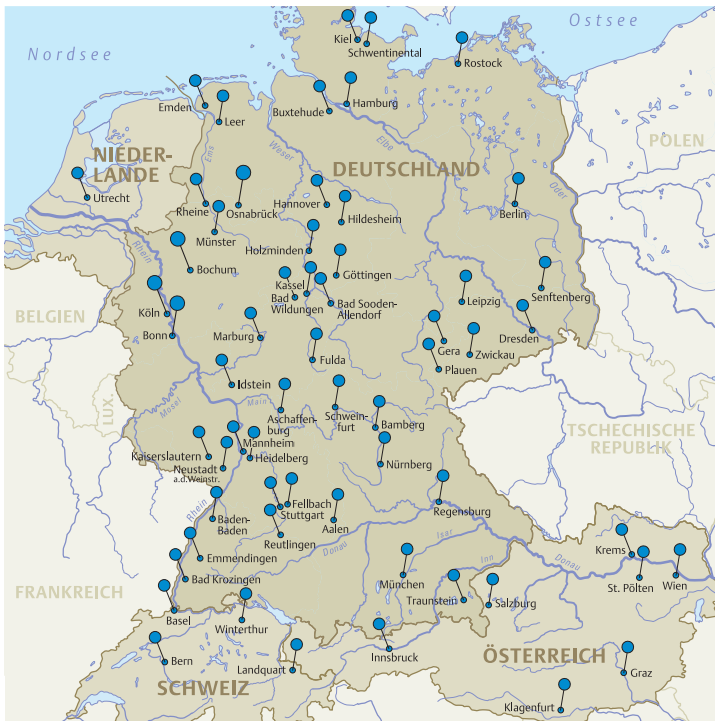 Nordsee
Ostsee
Kiel
Schwentinental
Rostock
Emden
Leer
Buxtehude
Hamburg
Elbe
POLEN
NIEDER-
LANDE
Ems
Weser
DEUTSCHLAND
Oder
Utrecht
Rheine
Osnabrück
Hannover
Hildesheim
Berlin
Münster
Holzminden
Rhein
Bochum
Göttingen
Kassel
Bad
Wildungen
Bad Sooden-
Allendorf
Leipzig
Senftenberg
BELGIEN
Köln
Bonn
Marburg
Dresden
Gera
Zwickau
Fulda
Plauen
Idstein
Mosel
LUX.
Main
Aschaffen-
burg
Schwein-
furt
Bamberg
TSCHECHISCHE
REPUBLIK
Kaiserslautern
Mannheim
Heidelberg
Neustadt
a.d.Weinstr.
Nürnberg
Rhein
Fellbach
Stuttgart
Regensburg
Baden-
Baden
Aalen
Reutlingen
Isar
Donau
Inn
Donau
Krems
Emmendingen
Bad Krozingen
München
St. Pölten
Wien
FRANKREICH
Traunstein
Salzburg
Basel
Winterthur
Innsbruck
ÖSTERREICH
Bern
Landquart
Graz
SCHWEIZ
Klagenfurt